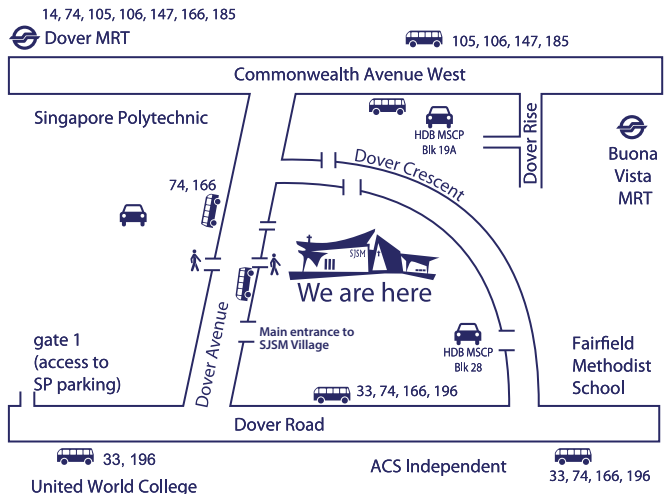 14, 74, 105, 106, 147, 166, 185
Dover MRT
105, 106, 147, 185
Commonwealth Avenue West
Singapore Polytechnic
HDB MSCP
Blk 19A
Dover Rise
Buona
Vista
MRT
Dover Crescent
74, 166
SJSM
We are here
Main entrance to
SJSM Village
Dover Avenue
HDB MSCP
Blk 28
gate 1
(access to
SP parking)
Fairfield
Methodist
School
33, 74, 166, 196
Dover Road
33, 196
United World College
ACS Independent
33, 74, 166, 196